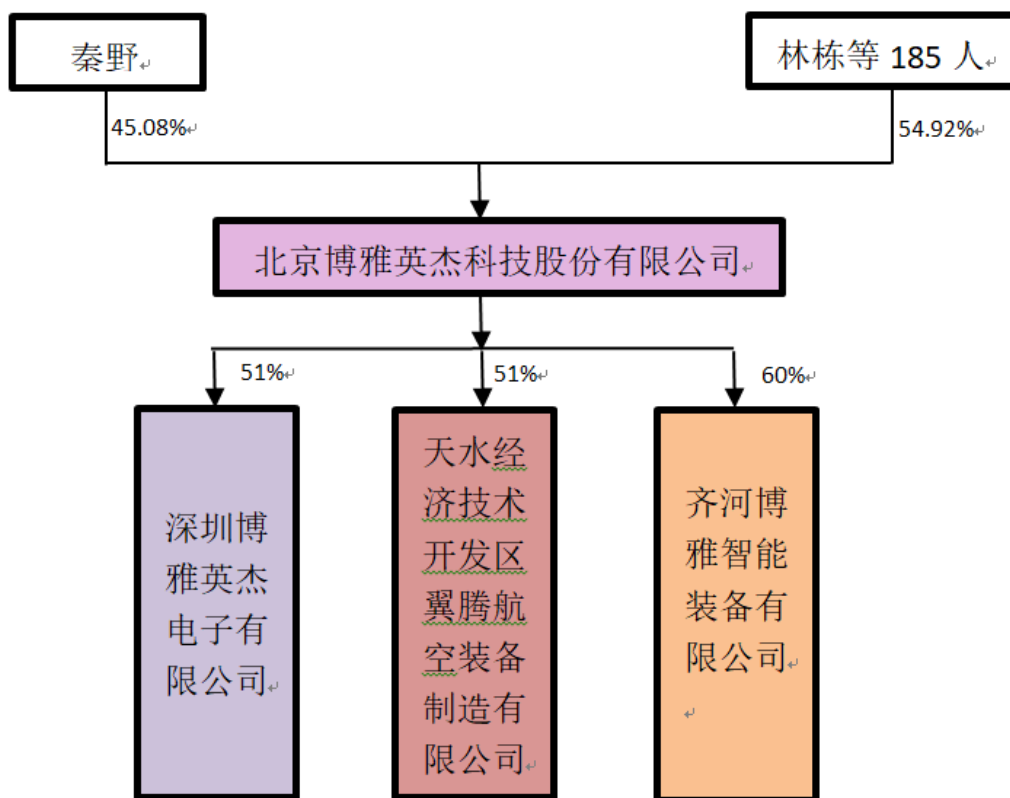 秦野
林栋等 185 人
45.08%
54.92%
北京博雅英杰科技股份有限公司
51%
51%
60%
深圳博
雅英杰
电子有
限公司
天水经
济技术
开发区
翼腾航
空装备
制造有
限公司
齐河博
雅智能
装备有
限公司